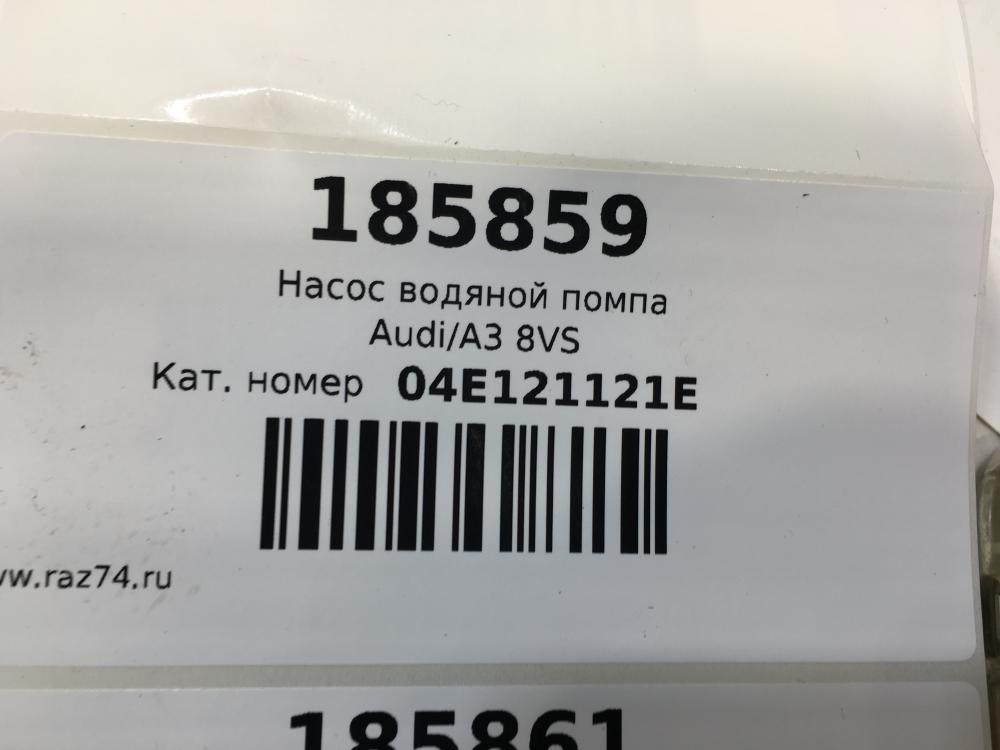 185859
Насос водяной помпа
Audi/A3 8VS
Кат. номер 04E121121E
www.raz74.ru
185861